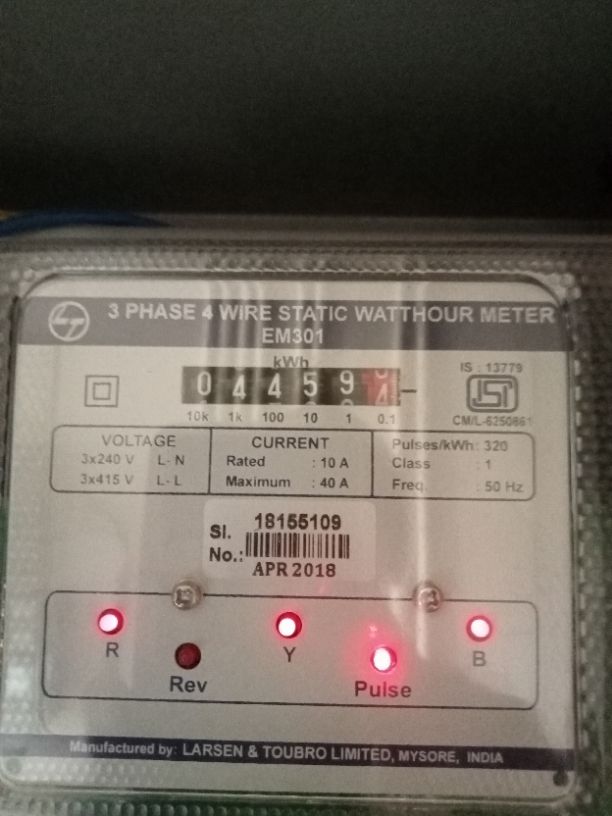 3 PHASE 4 WIRE STATIC WATTHOUR METER
EM301
kWh
0 4 4 5 9
10k 1k 100 10 1 0.1
IS : 13779
ISI
CM/L-6250861
VOLTAGE
3x240 V L- N
3x415 V L- L
CURRENT
Rated : 10 A
Maximum : 40 A
Pulses/kWh : 320
Class : 1
Freq. : 50 Hz
Sl. No.: 18155109
APR 2018
R
Y
B
Rev
Pulse
Manufactured by: LARSEN & TOUBRO LIMITED, MYSORE, INDIA